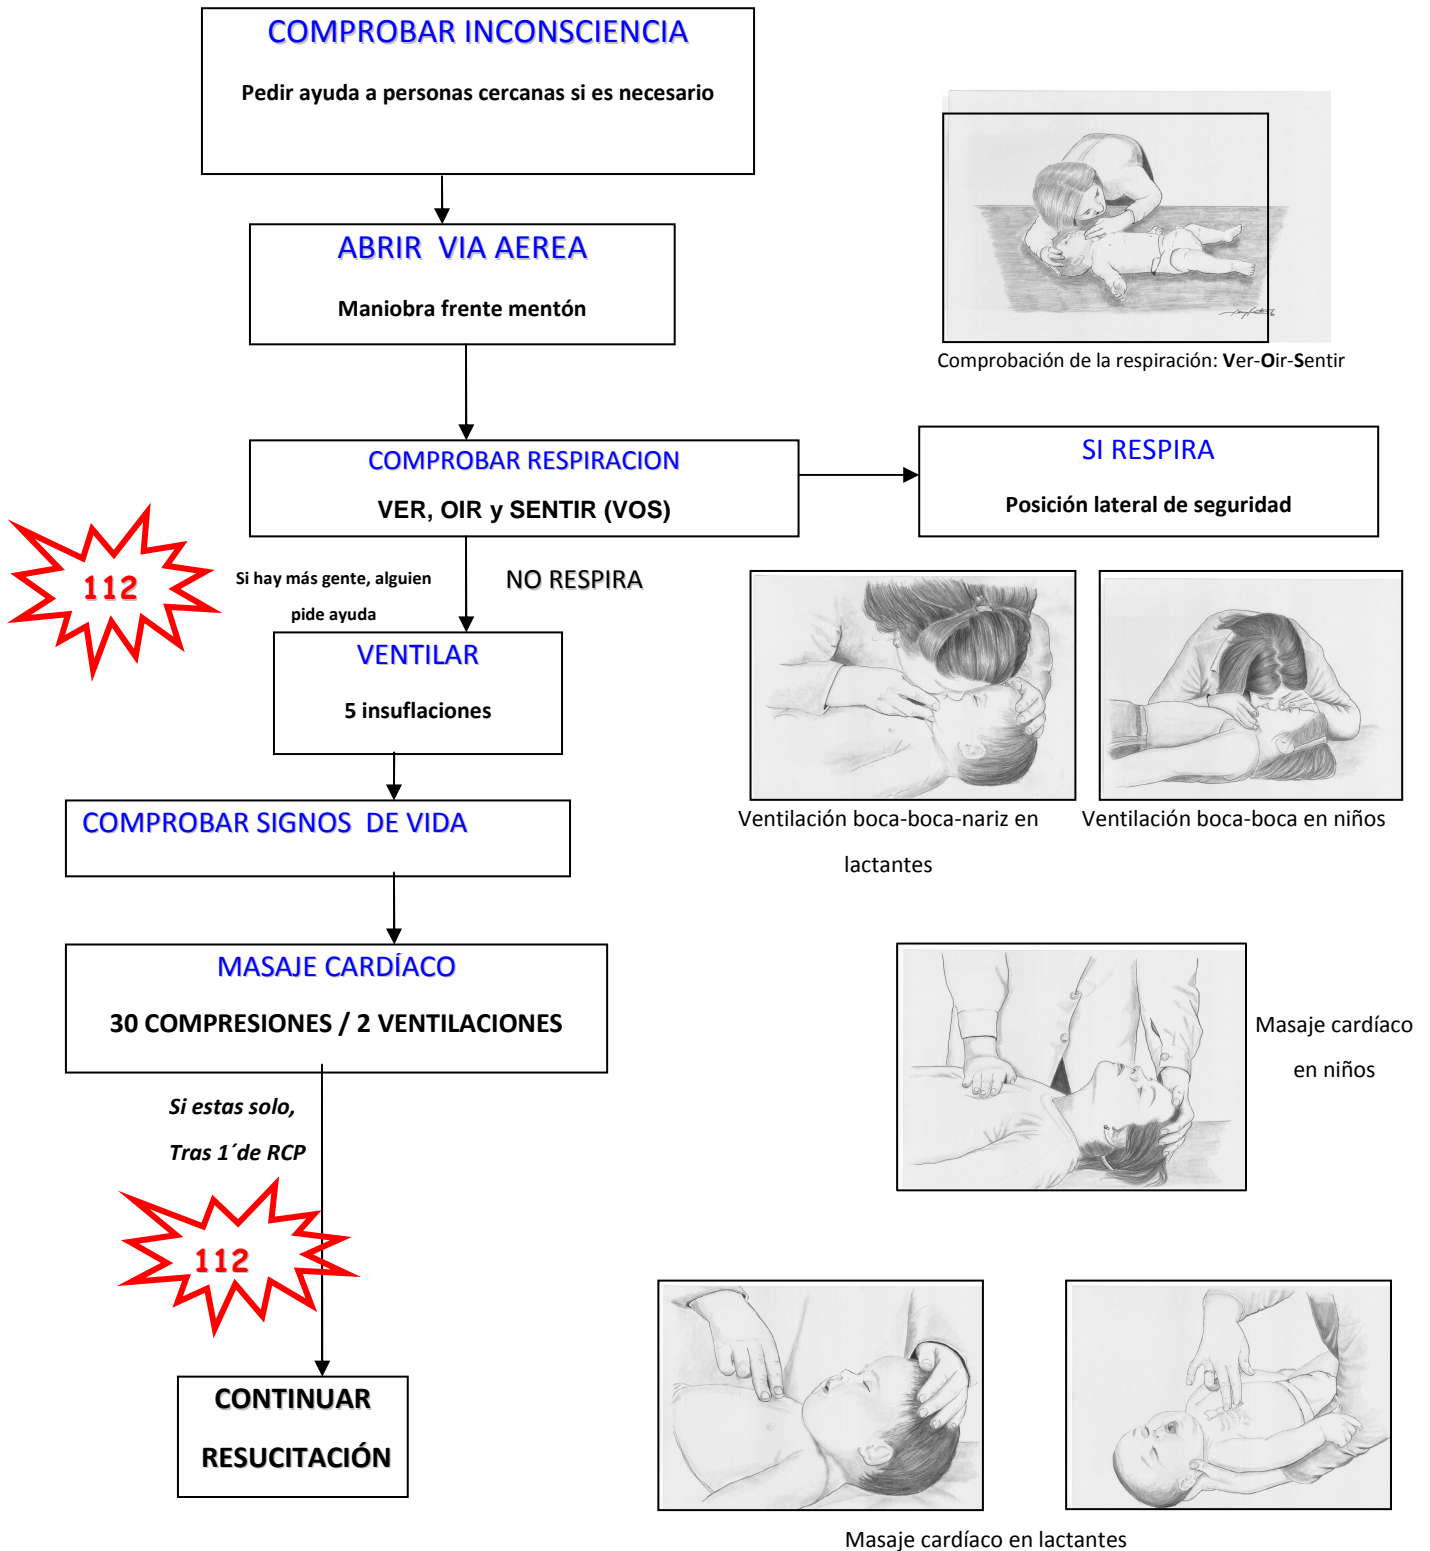 COMPROBAR INCONSCIENCIA
Pedir ayuda a personas cercanas si es necesario
ABRIR VIA AEREA
Maniobra frente mentón
Comprobación de la respiración: Ver-Oir-Sentir
COMPROBAR RESPIRACION
VER, OIR y SENTIR (VOS)
SI RESPIRA
Posición lateral de seguridad
112
Si hay más gente, alguien
pide ayuda
NO RESPIRA
VENTILAR
5 insuflaciones
Ventilación boca-boca-nariz en
lactantes
Ventilación boca-boca en niños
COMPROBAR SIGNOS DE VIDA
MASAJE CARDÍACO
30 COMPRESIONES / 2 VENTILACIONES
Masaje cardíaco
en niños
Si estas solo,
Tras 1´de RCP
112
CONTINUAR
RESUCITACIÓN
Masaje cardíaco en lactantes